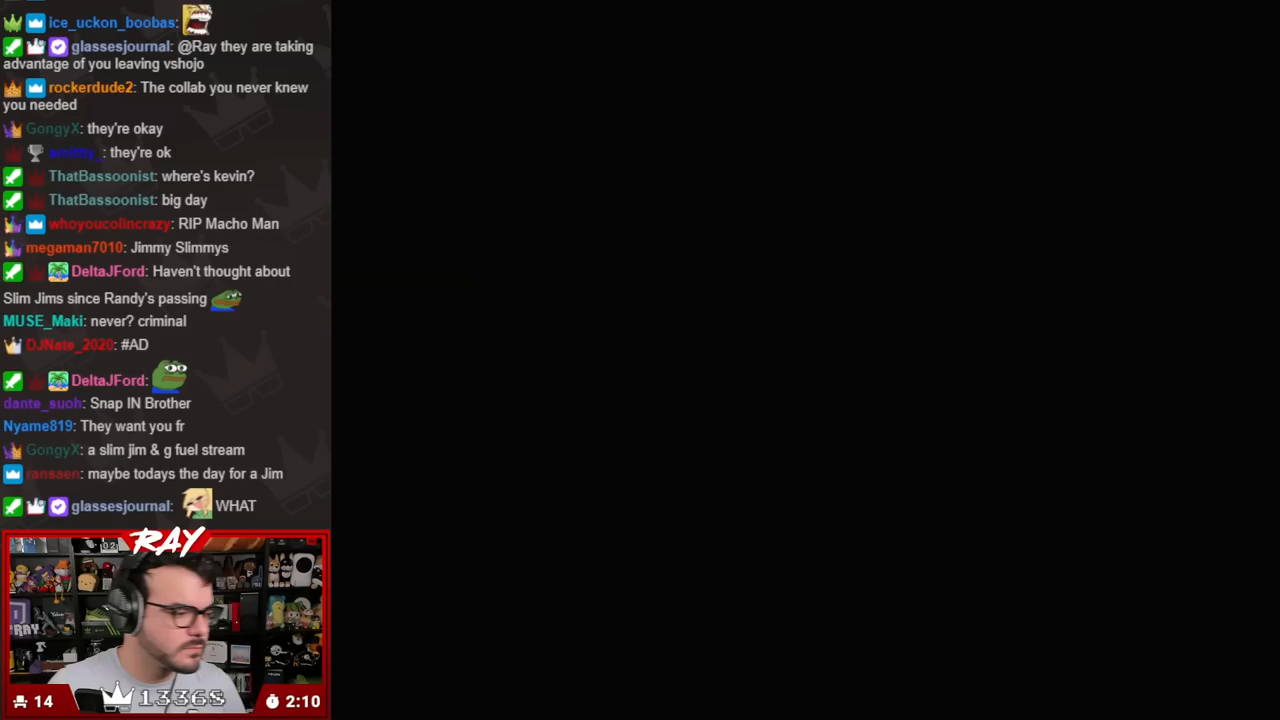 ice_uckon_boobas:
glassesjournal: @Ray they are taking
advantage of you leaving vshojo
rockerdude2: The collab you never knew
you needed
GongyX: they're okay
smittty_: they're ok
ThatBassoonist: where's kevin?
ThatBassoonist: big day
whoyoucolincrazy: RIP Macho Man
megaman7010: Jimmy Slimmys
DeltaJFord: Haven't thought about
Slim Jims since Randy's passing
MUSE_Maki: never? criminal
DJNate_2020: #AD
DeltaJFord:
dante_suoh: Snap IN Brother
Nyame819: They want you fr
GongyX: a slim jim & g fuel stream
ransaen: maybe todays the day for a Jim
glassesjournal: WHAT
RAY
14
13368
2:10